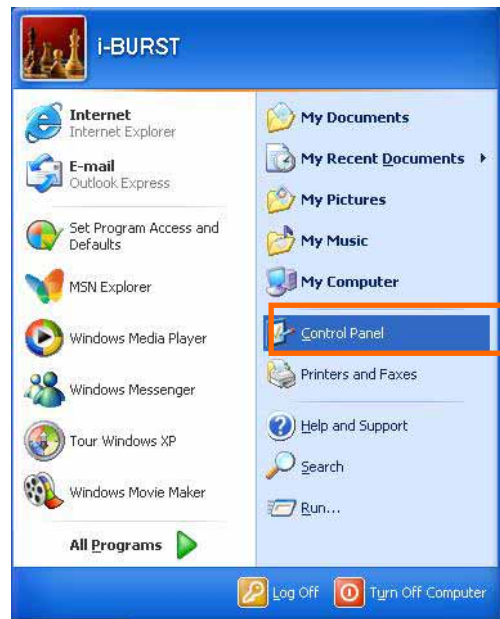 i-BURST
Internet
Internet Explorer
E-mail
Outlook Express
Set Program Access and
Defaults
MSN Explorer
Windows Media Player
Windows Messenger
Tour Windows XP
Windows Movie Maker
All Programs
My Documents
My Recent Documents
My Pictures
My Music
My Computer
Control Panel
Printers and Faxes
Help and Support
Search
Run...
Log Off
Turn Off Computer